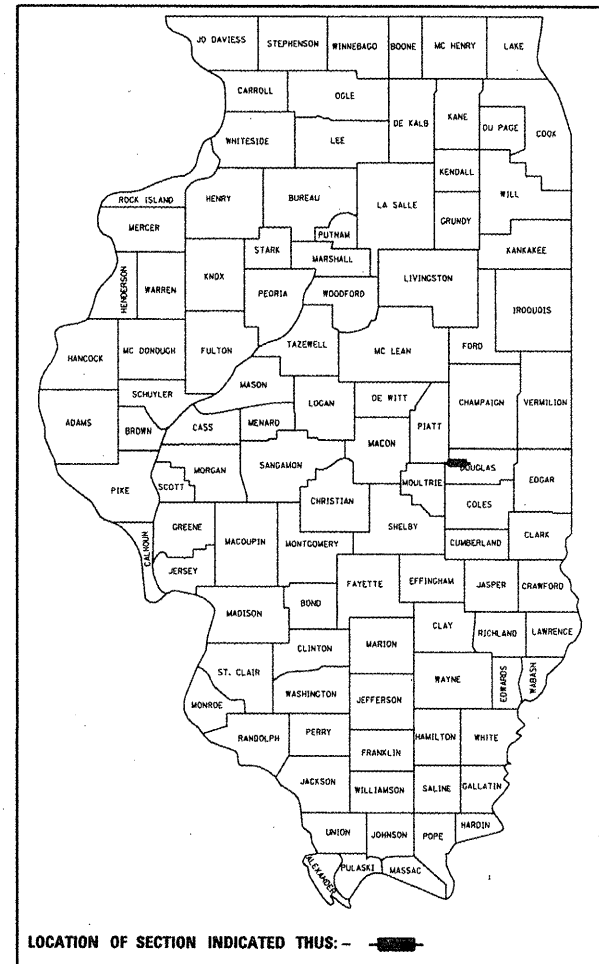 JO DAVIESS STEPHENSON WINNEBAGO BOONE MC HENRY LAKE
CARROLL OGLE DE KALB KANE DU PAGE COOK
WHITESIDE LEE
KENDALL WILL
ROCK ISLAND HENRY BUREAU LA SALLE GRUNDY
MERCER PUTNAM KANKAKEE
STARK MARSHALL LIVINGSTON
HENDERSON WARREN KNOX PEORIA WOODFORD IROQUOIS
HANCOCK MC DONOUGH FULTON TAZEWELL MC LEAN FORD
SCHUYLER MASON LOGAN DE WITT CHAMPAIGN VERMILION
ADAMS BROWN CASS MENARD MACON PIATT
PIKE SCOTT MORGAN SANGAMON MOULTRIE DOUGLAS EDGAR
CHRISTIAN COLES
CALHOUN GREENE MACOUPIN MONTGOMERY SHELBY CUMBERLAND CLARK
JERSEY FAYETTE EFFINGHAM JASPER CRAWFORD
MADISON BOND CLAY RICHLAND LAWRENCE
CLINTON MARION
ST. CLAIR WASHINGTON WAYNE EDWARDS WABASH
MONROE JEFFERSON
RANDOLPH PERRY HAMILTON WHITE
FRANKLIN
JACKSON WILLIAMSON SALINE GALLATIN
UNION JOHNSON POPE HARDIN
ALEXANDER PULASKI MASSAC
LOCATION OF SECTION INDICATED THUS: -